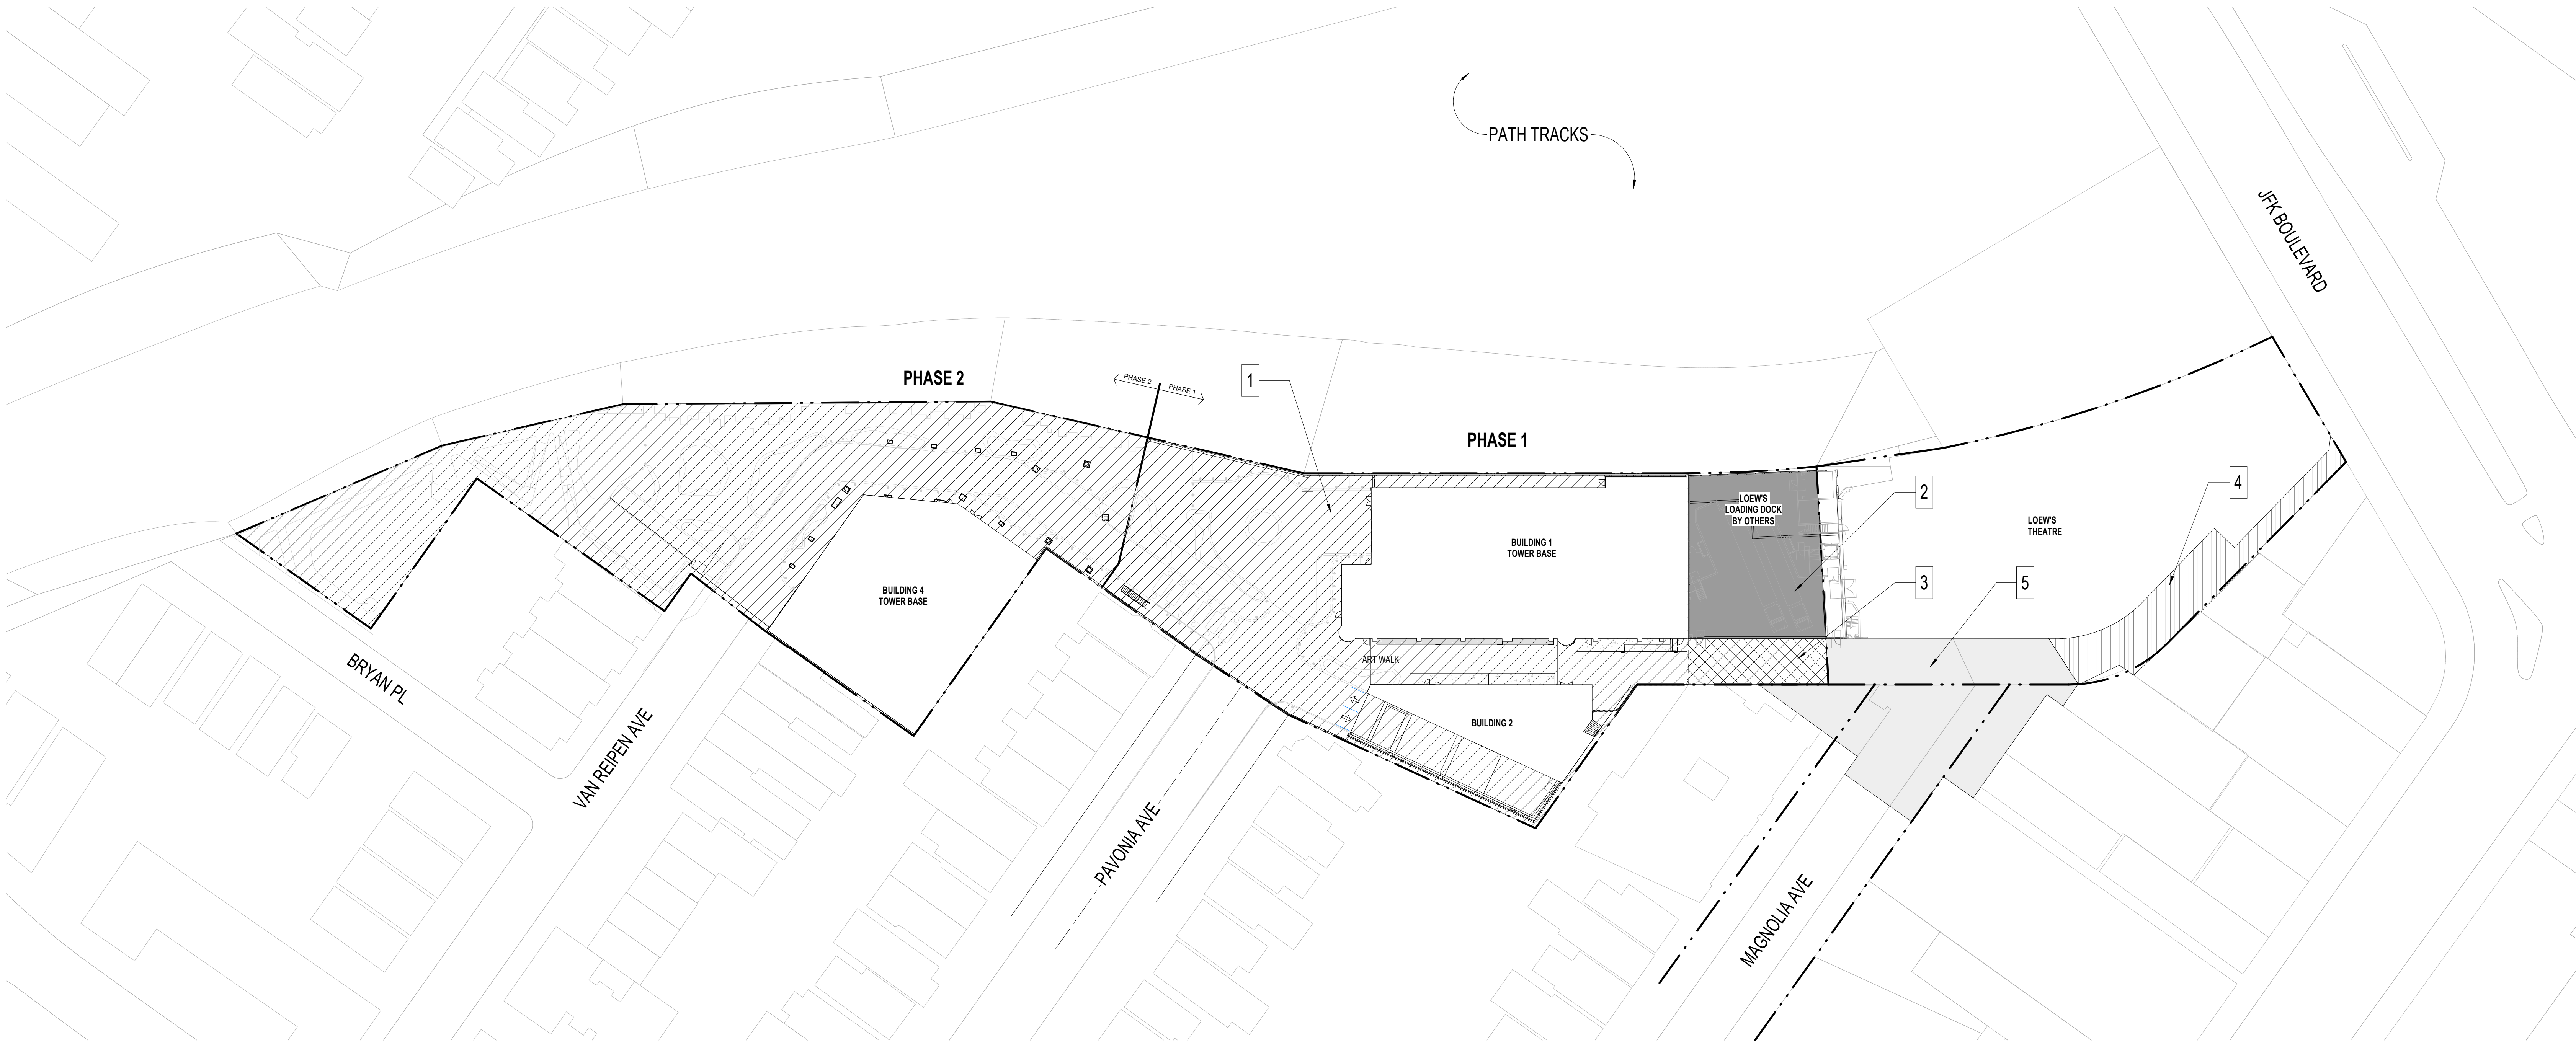 PATH TRACKS
JFK BOULEVARD
PHASE 2
PHASE 2
PHASE 1
1
PHASE 1
2
4
LOEW'S
LOADING DOCK
BY OTHERS
LOEW'S
THEATRE
BUILDING 1
TOWER BASE
3
5
BUILDING 4
TOWER BASE
ART WALK
BRYAN PL
BUILDING 2
VAN REIPEN AVE
PAVONIA AVE
MAGNOLIA AVE